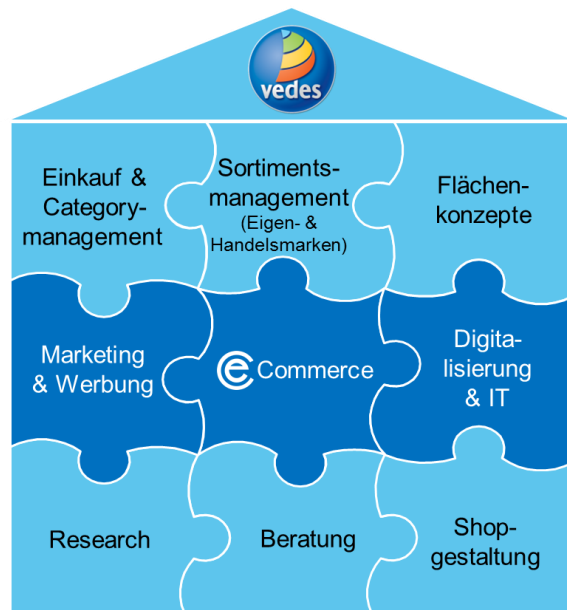 vedes
Einkauf &
Category-
management
Sortiments-
management
(Eigen- &
Handelsmarken)
Flächen-
konzepte
Marketing
& Werbung
e Commerce
Digita-
lisierung
& IT
Research
Beratung
Shop-
gestaltung